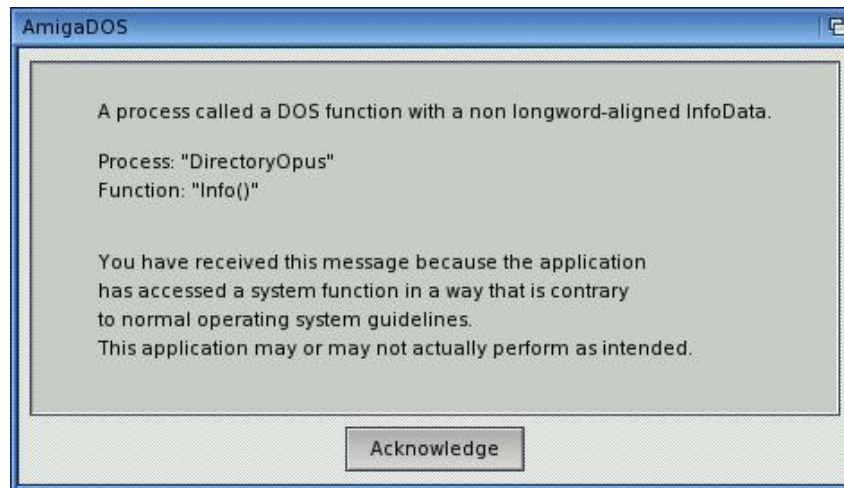 AmigaDOS
A process called a DOS function with a non longword-aligned InfoData.
Process: "DirectoryOpus"
Function: "Info()"
You have received this message because the application
has accessed a system function in a way that is contrary
to normal operating system guidelines.
This application may or may not actually perform as intended.
Acknowledge